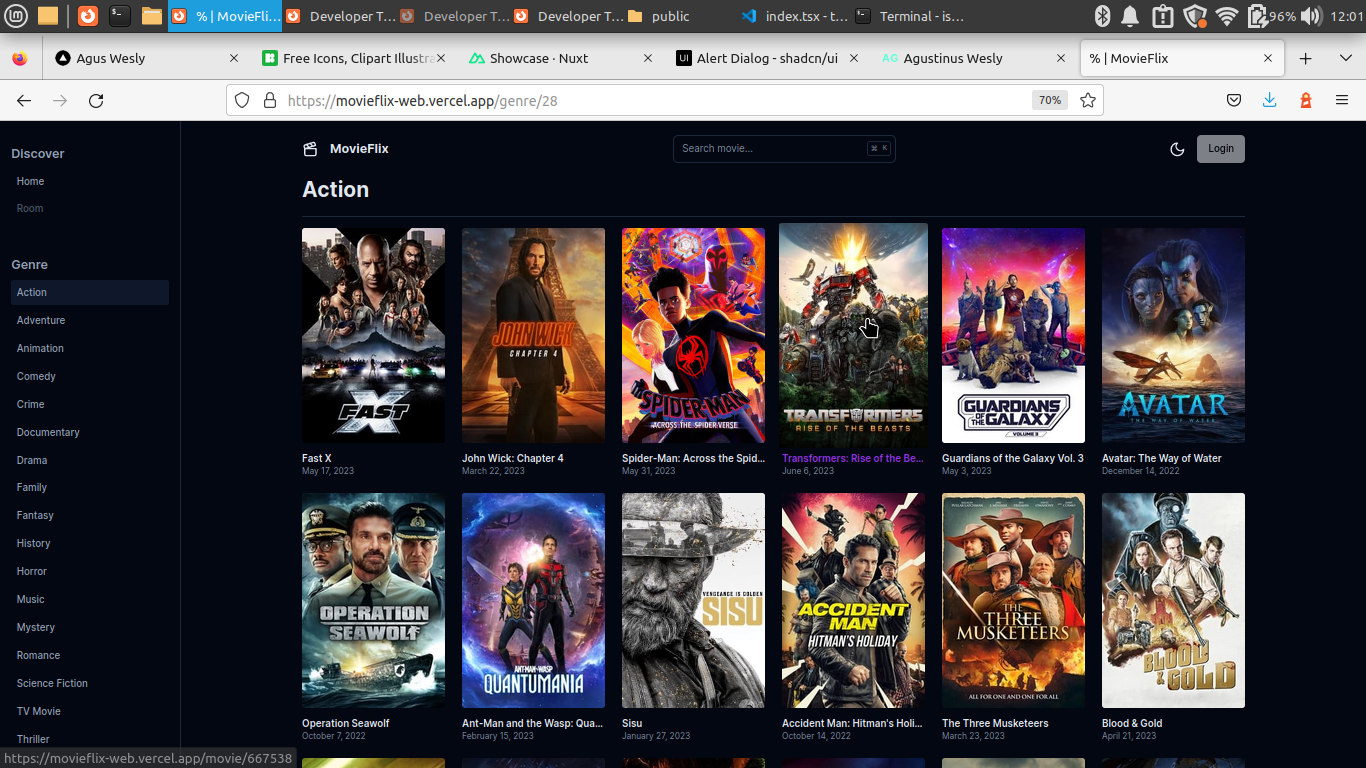 % | MovieFlix-...
Developer T...
Developer T...
Developer T...
public
index.tsx - t...
Terminal - is...
96%
12:01
Agus Wesly
Free Icons, Clipart Illustra
Showcase · Nuxt
Alert Dialog - shadcn/ui
AG Agustinus Wesly
% | MovieFlix
https://movieflix-web.vercel.app/genre/28
70%
Discover
Home
Room
Genre
Action
Adventure
Animation
Comedy
Crime
Documentary
Drama
Family
Fantasy
History
Horror
Music
Mystery
Romance
Science Fiction
TV Movie
Thriller
MovieFlix
Search movie...
⌘ K
Login
Action
FAST X
JOHN WICK
CHAPTER 4
SPIDER-MAN
ACROSS THE SPIDER-VERSE
TRANSFORMERS
RISE OF THE BEASTS
GUARDIANS
OF THE GALAXY
VOLUME 3
AVATAR
THE WAY OF WATER
Fast X
May 17, 2023
John Wick: Chapter 4
March 22, 2023
Spider-Man: Across the Spid...
May 31, 2023
Transformers: Rise of the Be...
June 6, 2023
Guardians of the Galaxy Vol. 3
May 3, 2023
Avatar: The Way of Water
December 14, 2022
OPERATION
SEAWOLF
ANT-MAN AND THE WASP
QUANTUMANIA
VENGEANCE IS GOLDEN
SISU
ACCIDENT
MAN
HITMAN'S HOLIDAY
THE THREE
MUSKETEERS
ALL FOR ONE AND ONE FOR ALL
BLOOD
& GOLD
Operation Seawolf
October 7, 2022
Ant-Man and the Wasp: Qua...
February 15, 2023
Sisu
January 27, 2023
Accident Man: Hitman's Holi...
October 14, 2022
The Three Musketeers
March 23, 2023
Blood & Gold
April 21, 2023
https://movieflix-web.vercel.app/movie/667538